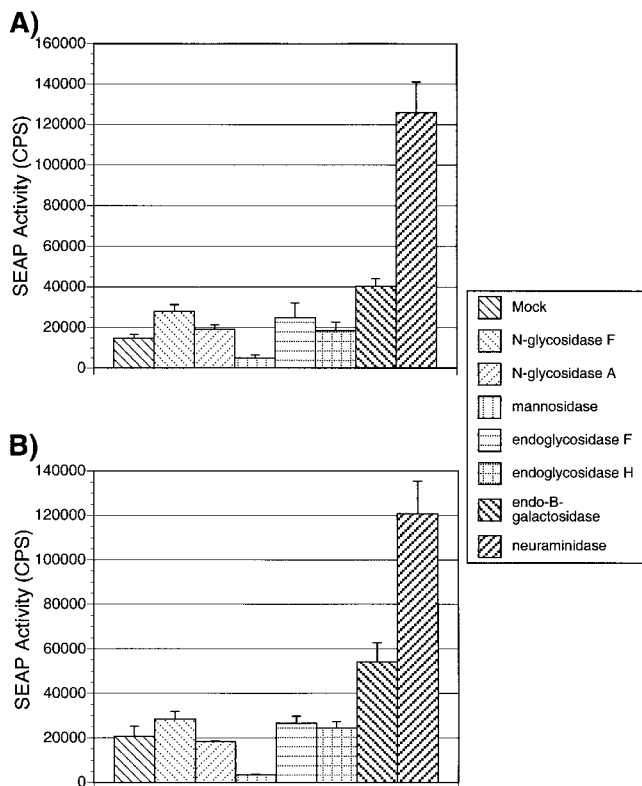 A)
SEAP Activity (CPS)
160000
140000
120000
100000
80000
60000
40000
20000
0
Mock
N-glycosidase F
N-glycosidase A
mannosidase
endoglycosidase F
endoglycosidase H
endo-B-
galactosidase
neuraminidase
B)
SEAP Activity (CPS)
140000
120000
100000
80000
60000
40000
20000
0